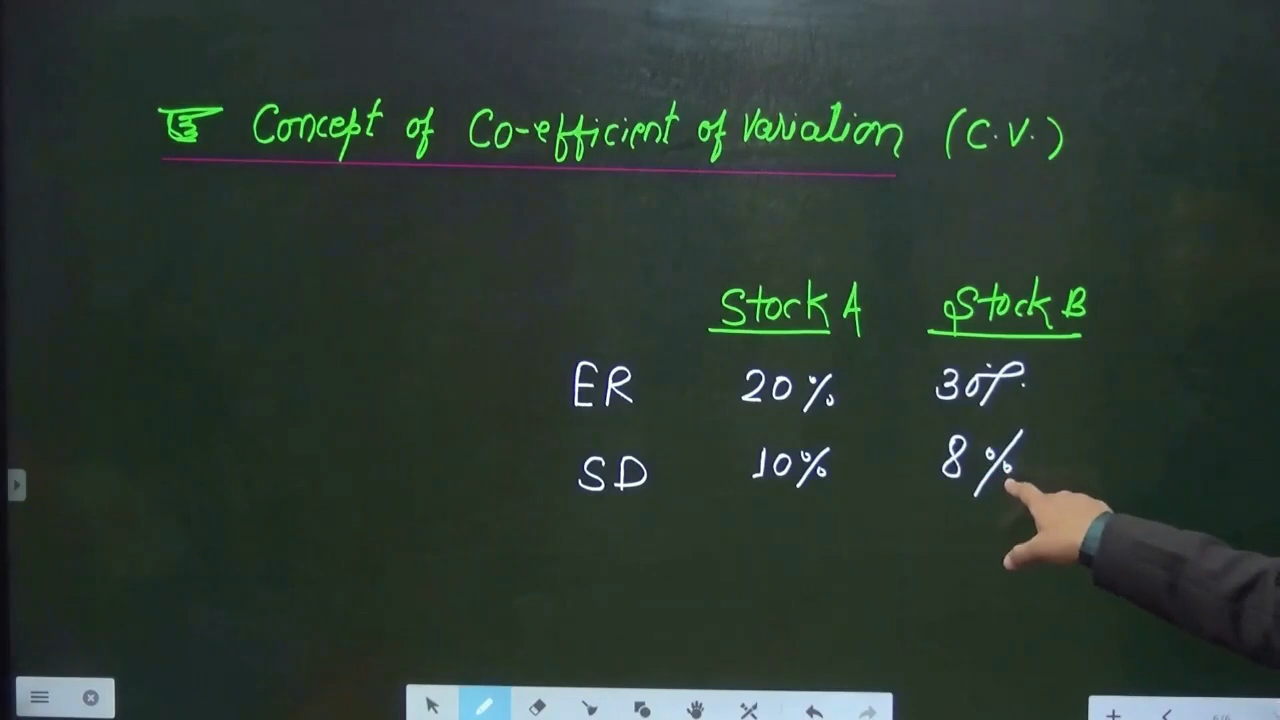 Concept of Co-efficient of Variation (C.V.)
Stock A Stock B
ER 20% 30%
SD 10% 8%